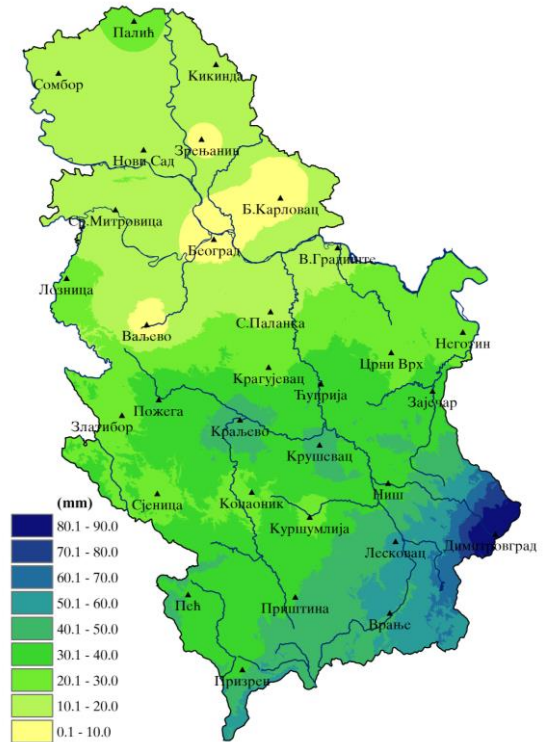 Палић
Сомбор
Кикинда
Зрењанин
Нови Сад
Б.Карловац
Ср.Митровица
Београд
В.Градиште
Лозница
Ваљево
С.Паланка
Неготин
Црни Врх
Крагујевац
Ћуприја
Зајечар
Пожега
Златибор
Краљево
Крушевац
Ниш
Сјеница
Копаоник
Куршумлија
Димитровград
Лесковац
Пећ
Приштина
Врање
Призрен
(mm)
80.1 - 90.0
70.1 - 80.0
60.1 - 70.0
50.1 - 60.0
40.1 - 50.0
30.1 - 40.0
20.1 - 30.0
10.1 - 20.0
0.1 - 10.0